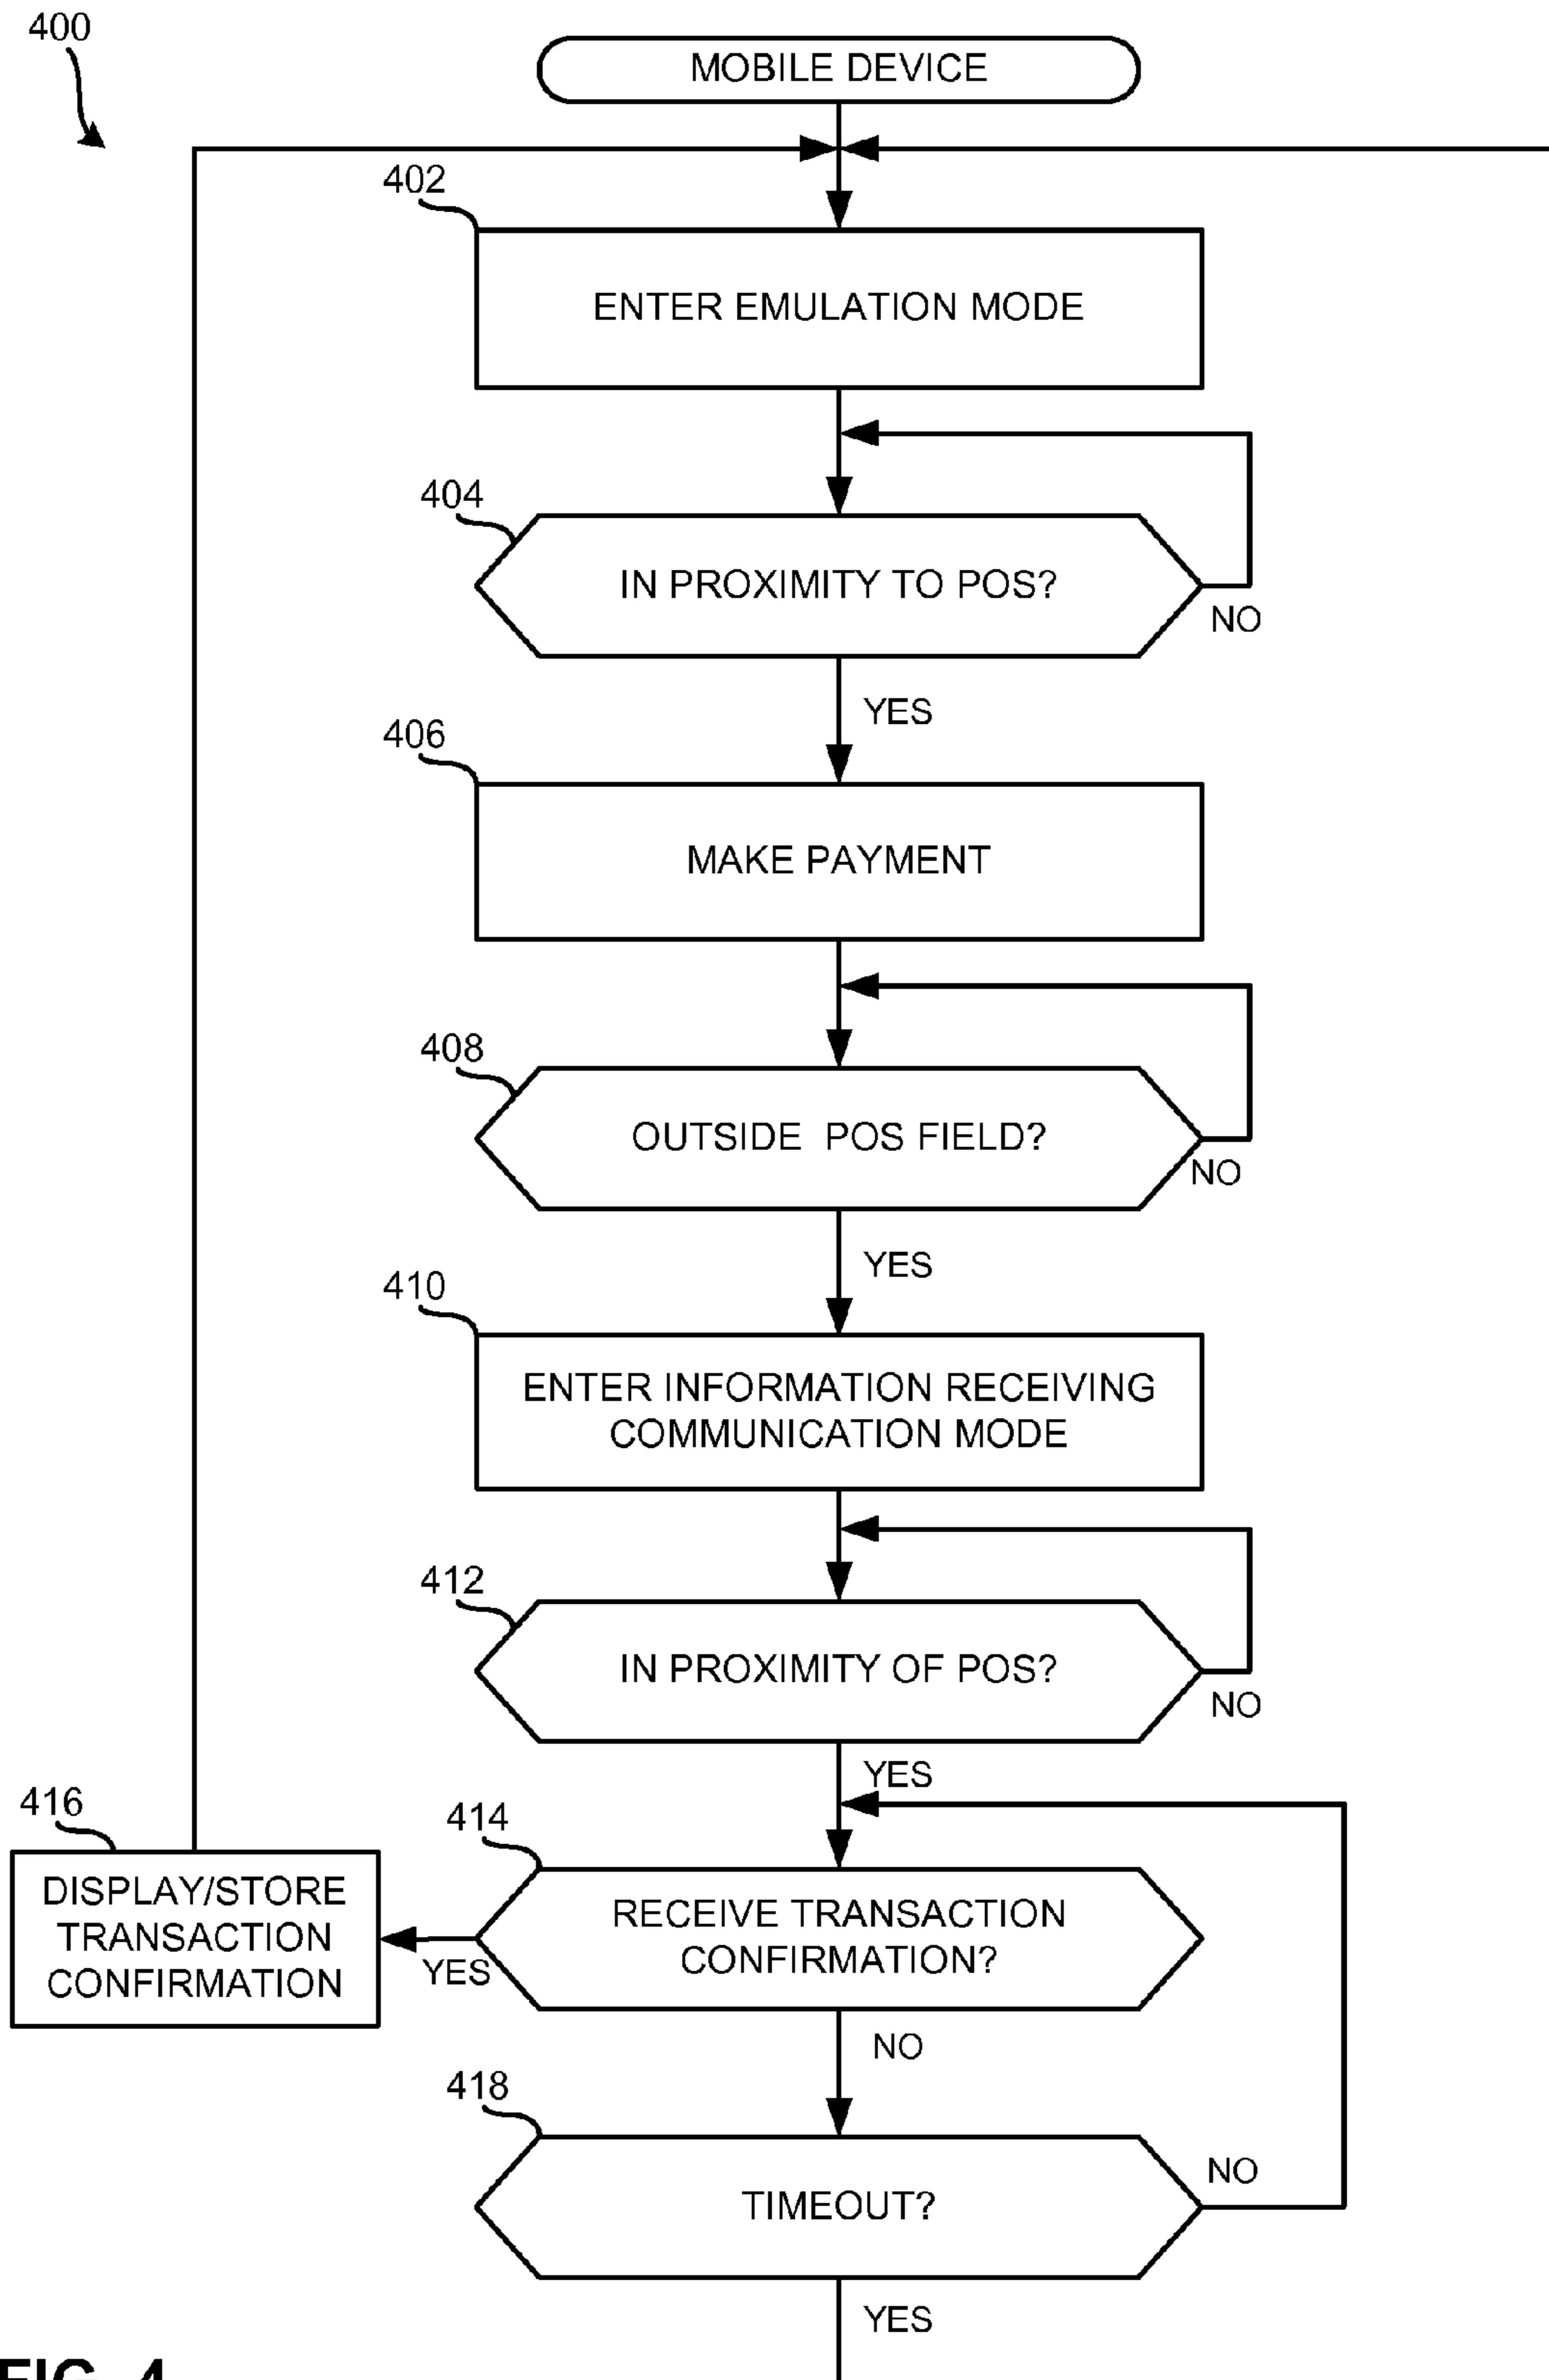 400
MOBILE DEVICE
402
ENTER EMULATION MODE
404
IN PROXIMITY TO POS?
NO
YES
406
MAKE PAYMENT
408
OUTSIDE POS FIELD?
NO
YES
410
ENTER INFORMATION RECEIVING
COMMUNICATION MODE
412
IN PROXIMITY OF POS?
NO
YES
416
414
DISPLAY/STORE
TRANSACTION
CONFIRMATION
YES
RECEIVE TRANSACTION
CONFIRMATION?
NO
418
TIMEOUT?
NO
YES
FIG. 4